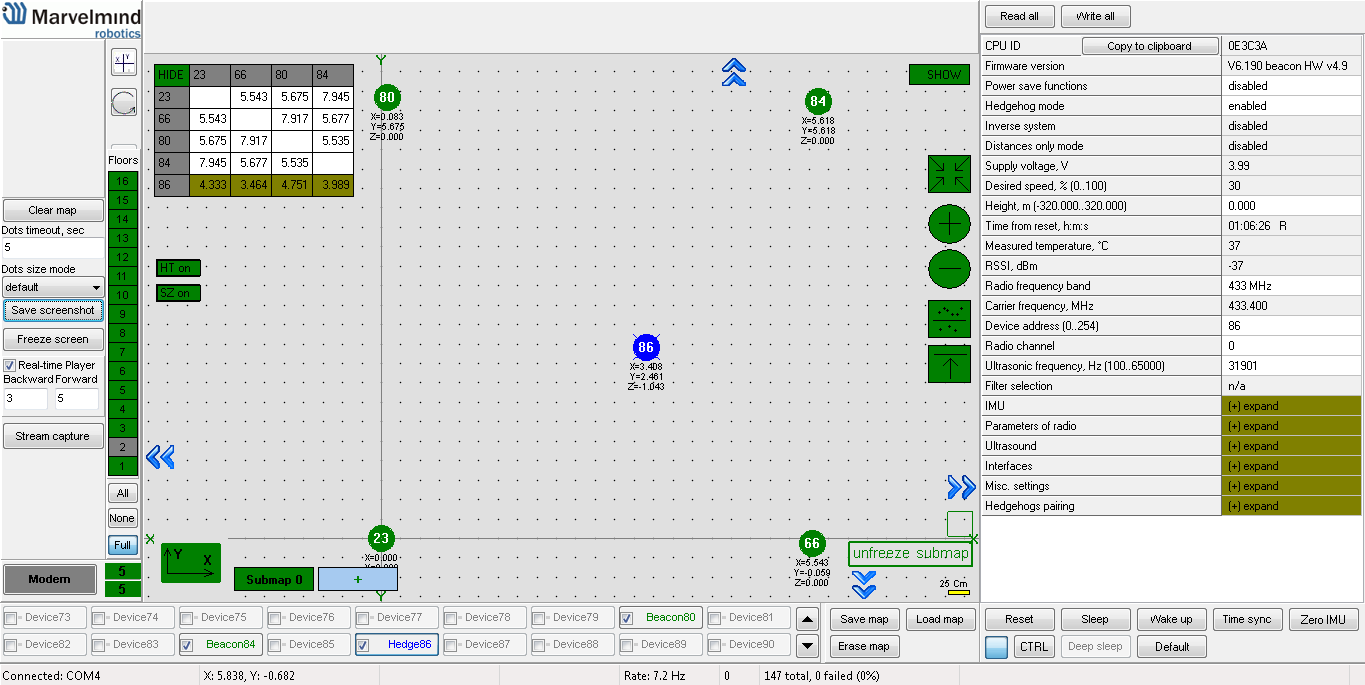 Marvelmind
robotics
Read all
Write all
HIDE 23 66 80 84
23 5.543 5.675 7.945
66 5.543 7.917 5.677
80 5.675 7.917 5.535
84 7.945 5.677 5.535
86 4.333 3.464 4.751 3.989
Y
80
X=0.083
Y=5.675
Z=0.000
84
X=5.618
Y=5.618
Z=0.000
SHOW
Floors
16
15
14
13
12
11
10
9
8
7
6
5
4
3
2
1
All
None
Full
5
5
Clear map
Dots timeout, sec
5
Dots size mode
default
Save screenshot
Freeze screen
Real-time Player
Backward Forward
3 5
Stream capture
Modern
HT on
SZ on
86
X=3.408
Y=2.461
Z=-1.043
23
X=0.000
66
X=5.543
Y=-0.059
Z=0.000
Y X
X
X
Y
Submap 0 +
unfreeze submap
25 Cm
CPU ID Copy to clipboard 0E3C3A
Firmware version V6.190 beacon HW v4.9
Power save functions disabled
Hedgehog mode enabled
Inverse system disabled
Distances only mode disabled
Supply voltage, V 3.99
Desired speed, % (0..100) 30
Height, m (-320.000..320.000) 0.000
Time from reset, h:m:s 01:06:26 R
Measured temperature, °C 37
RSSI, dBm -37
Radio frequency band 433 MHz
Carrier frequency, MHz 433.400
Device address (0..254) 86
Radio channel 0
Ultrasonic frequency, Hz (100..65000) 31901
Filter selection n/a
IMU (+) expand
Parameters of radio (+) expand
Ultrasound (+) expand
Interfaces (+) expand
Misc. settings (+) expand
Hedgehogs pairing (+) expand
Device73 Device74 Device75 Device76 Device77 Device78 Device79 Beacon80 Device81
Device82 Device83 Beacon84 Device85 Hedge86 Device87 Device88 Device89 Device90
Save map Load map
Erase map
Reset Sleep Wake up Time sync Zero IMU
CTRL Deep sleep Default
Connected: COM4 X: 5.838, Y: -0.682 Rate: 7.2 Hz 0 147 total, 0 failed (0%)